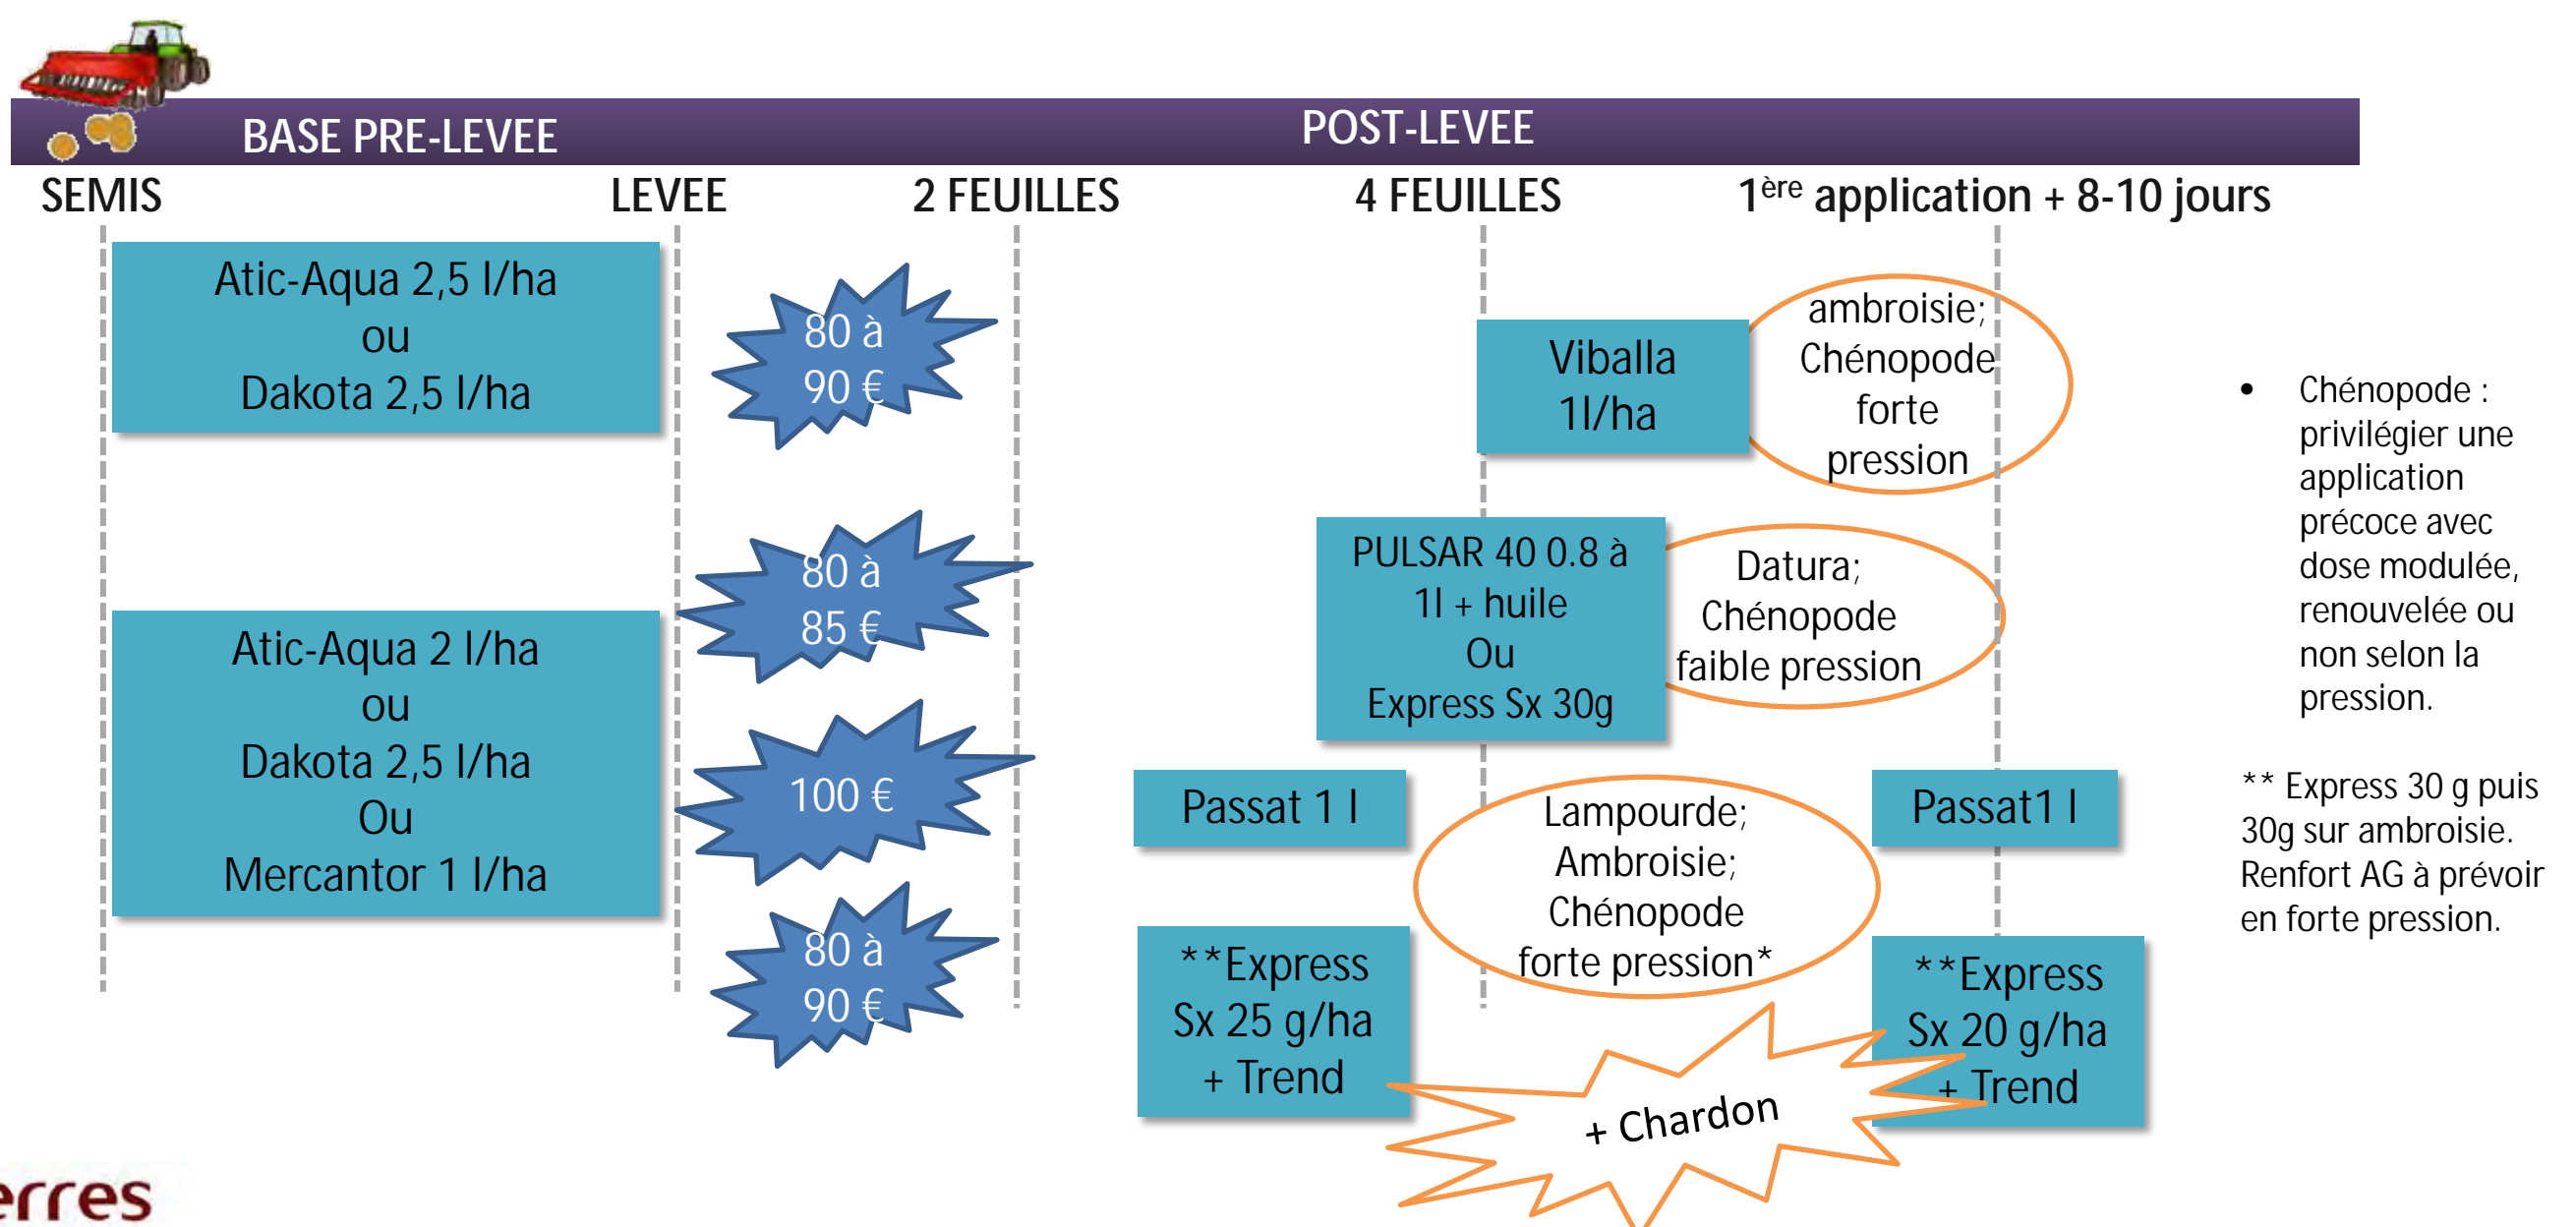 BASE PRE-LEVEE
POST-LEVEE
SEMIS
LEVEE
2 FEUILLES
4 FEUILLES
1ère application + 8-10 jours
Atic-Aqua 2,5 l/ha
ou
Dakota 2,5 l/ha
80 à
90 €
Viballa
1l/ha
ambroisie;
Chénopode
forte
pression
80 à
85 €
PULSAR 40 0.8 à
1l + huile
Ou
Express Sx 30g
Datura;
Chénopode
faible pression
Atic-Aqua 2 l/ha
ou
Dakota 2,5 l/ha
Ou
Mercantor 1 l/ha
100 €
Passat 1 l
Lampourde;
Ambroisie;
Chénopode
forte pression*
Passat1 l
80 à
90 €
**Express
Sx 25 g/ha
+ Trend
**Express
Sx 20 g/ha
+ Trend
+ Chardon
• Chénopode :
privilégier une
application
précoce avec
dose modulée,
renouvelée ou
non selon la
pression.
** Express 30 g puis
30g sur ambroisie.
Renfort AG à prévoir
en forte pression.
erres